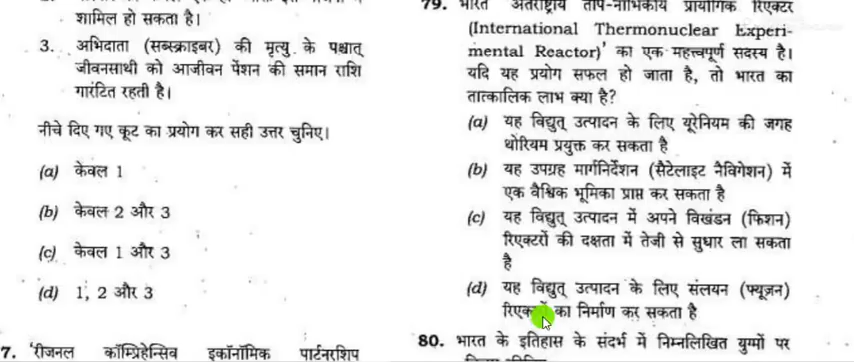 शामिल हो सकता है।
3. अभिदाता (सब्स्क्राइबर) की मृत्यु के पश्चात्
जीवनसाथी को आजीवन पेंशन की समान राशि
गारंटित रहती है।
नीचे दिए गए कूट का प्रयोग कर सही उत्तर चुनिए।
(a) केवल 1
(b) केवल 2 और 3
(c) केवल 1 और 3
(d) 1, 2 और 3
7. 'रीजनल कॉम्प्रिहेन्सिव इकॉनॉमिक पार्टनरशिप
79. भारत 'अंतर्राष्ट्रीय ताप-नाभिकीय प्रायोगिक रिएक्टर
(International Thermonuclear Experi-
mental Reactor)' का एक महत्त्वपूर्ण सदस्य है।
यदि यह प्रयोग सफल हो जाता है, तो भारत का
तात्कालिक लाभ क्या है?
(a) यह विद्युत् उत्पादन के लिए यूरेनियम की जगह
थोरियम प्रयुक्त कर सकता है
(b) यह उपग्रह मार्गनिर्देशन (सैटेलाइट नैविगेशन) में
एक वैश्विक भूमिका प्राप्त कर सकता है
(c) यह विद्युत् उत्पादन में अपने विखंडन (फिशन)
रिएक्टरों की दक्षता में तेजी से सुधार ला सकता
है
(d) यह विद्युत् उत्पादन के लिए संलयन (फ्यूज़न)
का निर्माण कर सकता है
80. भारत के इतिहास के संदर्भ में निम्नलिखित युग्मों पर